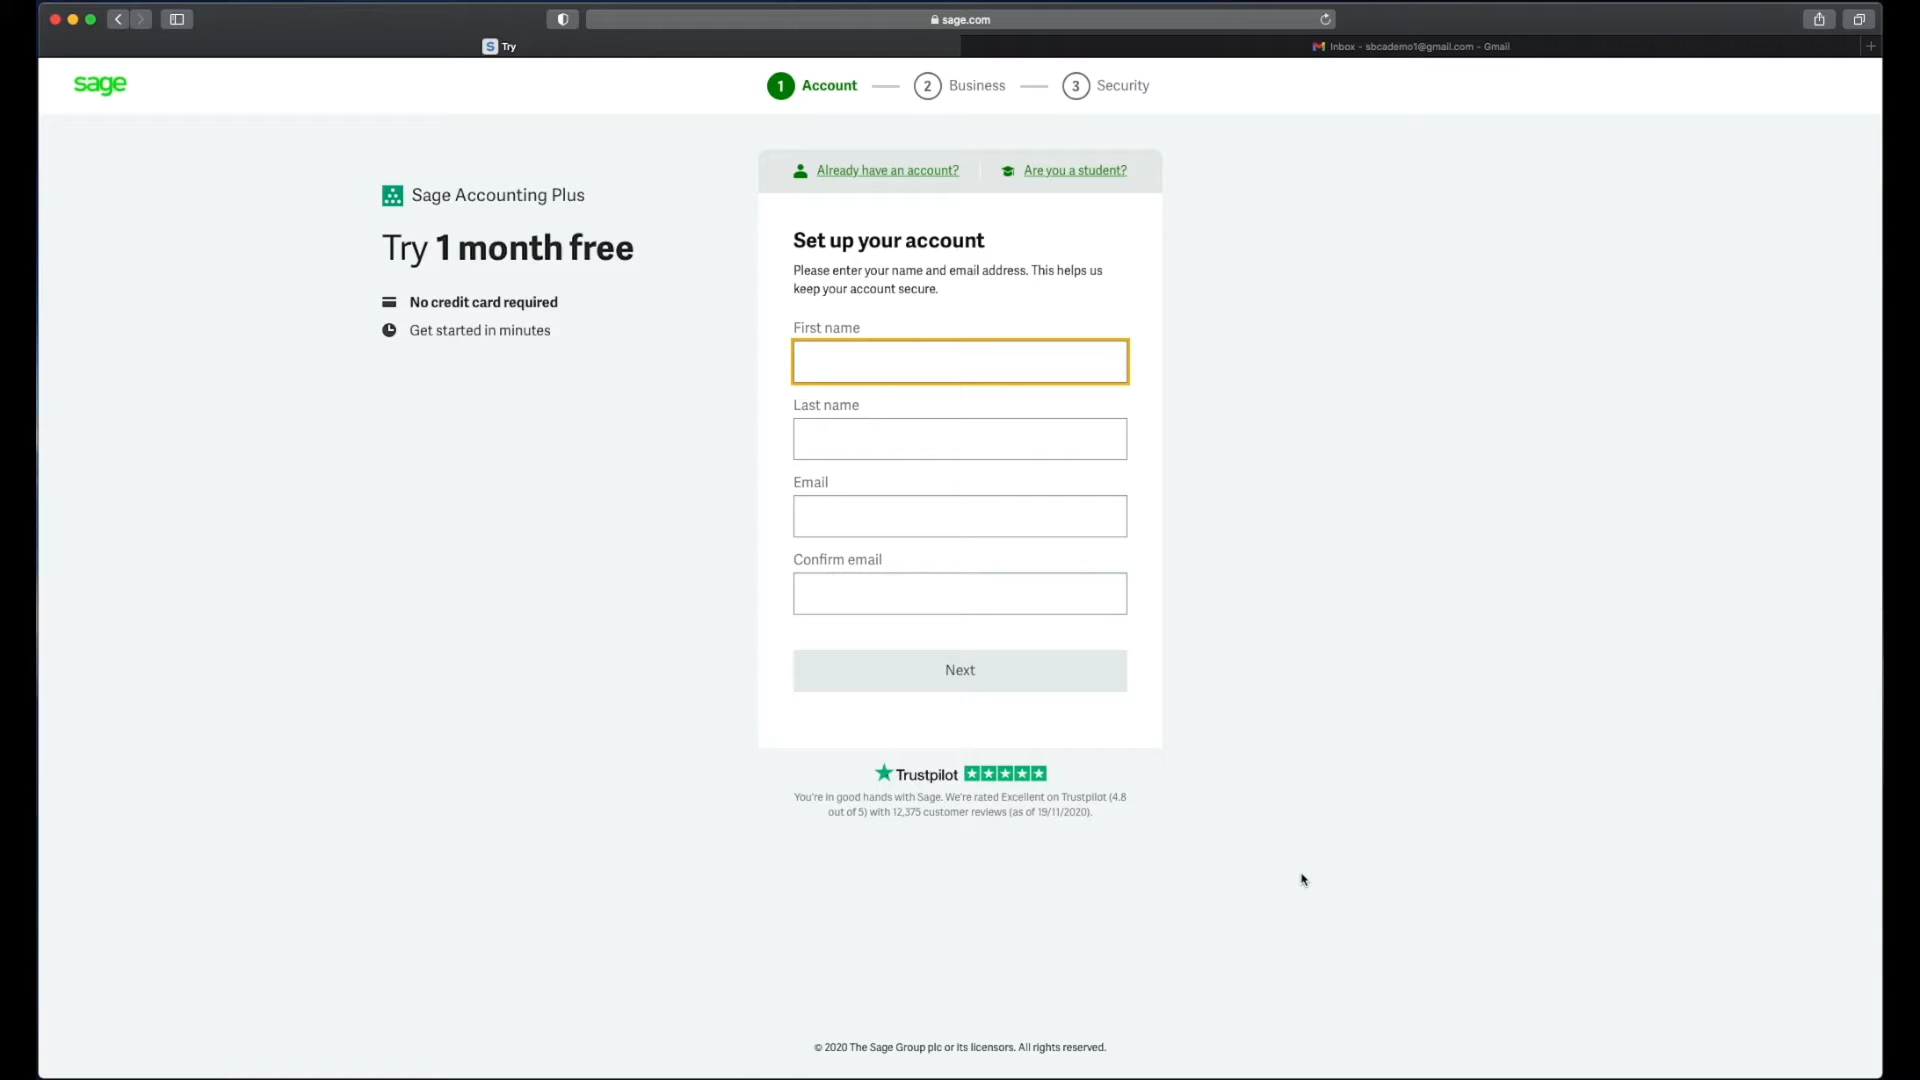 sage.com
S Try
Inbox - sbcademo1@gmail.com - Gmail
sage
1 Account
2 Business
3 Security
Already have an account?
Are you a student?
Sage Accounting Plus
Try 1 month free
No credit card required
Get started in minutes
Set up your account
Please enter your name and email address. This helps us
keep your account secure.
First name
Last name
Email
Confirm email
Next
Trustpilot
You're in good hands with Sage. We're rated Excellent on Trustpilot (4.8
out of 5) with 12,375 customer reviews (as of 19/11/2020).
© 2020 The Sage Group plc or its licensors. All rights reserved.